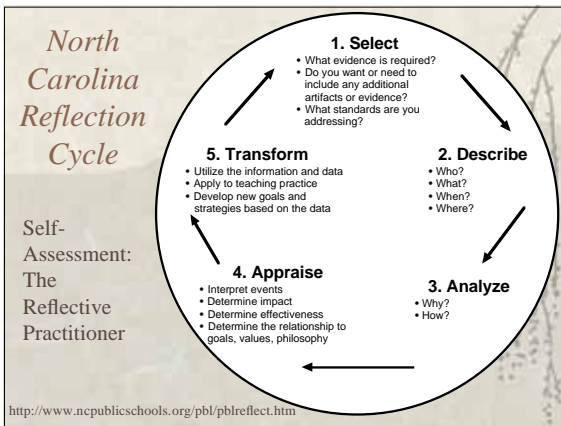 North
Carolina
Reflection
Cycle
Self-
Assessment:
The
Reflective
Practitioner
1. Select
• What evidence is required?
• Do you want or need to
include any additional
artifacts or evidence?
• What standards are you
addressing?
2. Describe
• Who?
• What?
• When?
• Where?
3. Analyze
• Why?
• How?
4. Appraise
• Interpret events
• Determine impact
• Determine effectiveness
• Determine the relationship to
goals, values, philosophy
5. Transform
• Utilize the information and data
• Apply to teaching practice
• Develop new goals and
strategies based on the data
http://www.ncpublicschools.org/pbl/pblreflect.htm